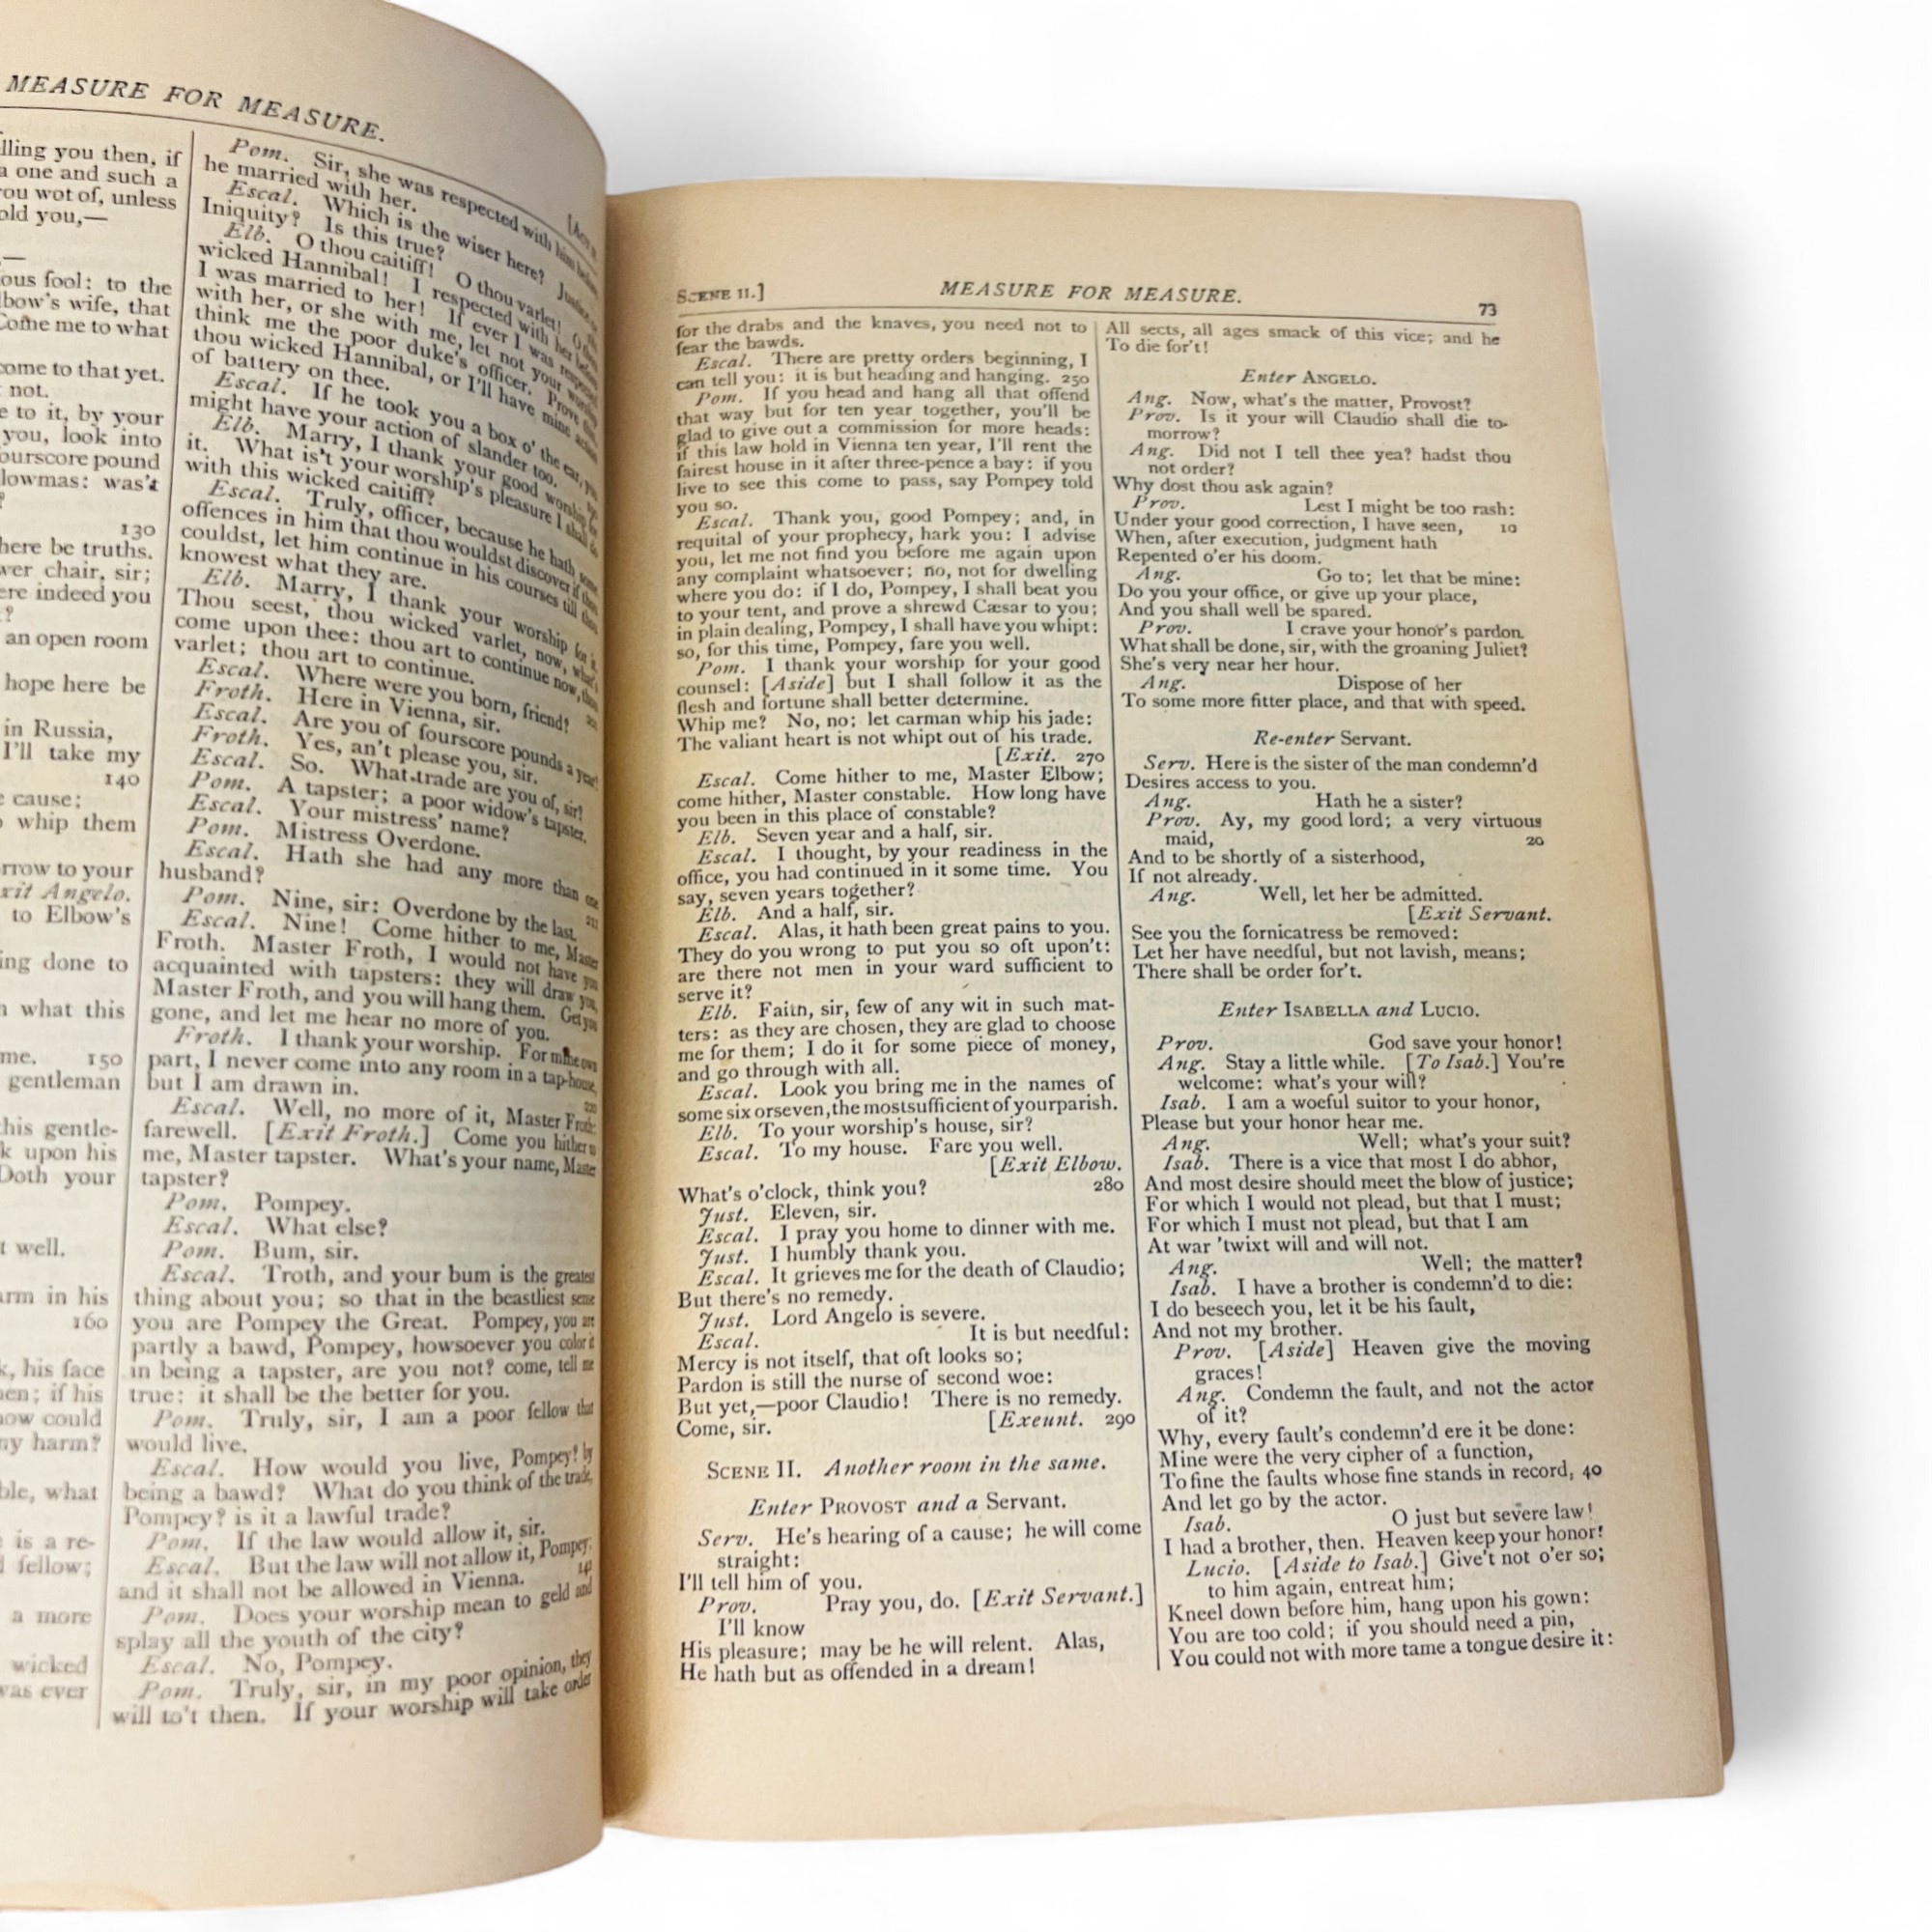 MEASURE FOR MEASURE.
lling you then, if
a one and such a
you wot of, unless
old you,—
—
ous fool: to the
lbow's wife, that
Come me to what
come to that yet.
not.
e to it, by your
you, look into
ourscore pound
lowmas: was't
?
130
here be truths.
wer chair, sir;
ere indeed you
?
an open room
hope here be
in Russia,
I'll take my
140
e cause;
whip them
rrow to your
xit Angelo.
to Elbow's
ing done to
n what this
me. 150
gentleman
his gentle-
k upon his
Doth your
t well.
arm in his
160
k, his face
hen; if his
how could
ny harm?
ble, what
e is a re-
d fellow;
a more
wicked
was ever
Pom. Sir, she was respected with him before
he married with her.
Escal. Which is the wiser here? Justice or
Iniquity? Is this true?
Elb. O thou caitiff! O thou varlet! O thou
wicked Hannibal! I respected with her before
I was married to her! If ever I was respected
with her, or she with me, let not your worship
think me the poor duke's officer. Prove this,
thou wicked Hannibal, or I'll have mine action
of battery on thee.
Escal. If he took you a box o' the ear, you
might have your action of slander too.
Elb. Marry, I thank your good worship for
it. What is't your worship's pleasure I shall do
with this wicked caitiff?
Escal. Truly, officer, because he hath some
offences in him that thou wouldst discover if thou
couldst, let him continue in his courses till thou
knowest what they are.
Elb. Marry, I thank your worship for it.
Thou seest, thou wicked varlet, now, what's
come upon thee: thou art to continue now, thou
varlet; thou art to continue.
Escal. Where were you born, friend?
Froth. Here in Vienna, sir.
Escal. Are you of fourscore pounds a year?
Froth. Yes, an't please you, sir.
Escal. So. What trade are you of, sir?
Pom. A tapster; a poor widow's tapster.
Escal. Your mistress' name?
Pom. Mistress Overdone.
Escal. Hath she had any more than one
husband?
Pom. Nine, sir: Overdone by the last. 211
Escal. Nine! Come hither to me, Master
Froth. Master Froth, I would not have you
acquainted with tapsters: they will draw you,
Master Froth, and you will hang them. Get you
gone, and let me hear no more of you.
Froth. I thank your worship. For mine own
part, I never come into any room in a tap-house,
but I am drawn in.
Escal. Well, no more of it, Master Froth:
farewell. [Exit Froth.] Come you hither to
me, Master tapster. What's your name, Master
tapster?
Pom. Pompey.
Escal. What else?
Pom. Bum, sir.
Escal. Troth, and your bum is the greatest
thing about you; so that in the beastliest sense
you are Pompey the Great. Pompey, you are
partly a bawd, Pompey, howsoever you color it
in being a tapster, are you not? come, tell me
true: it shall be the better for you.
Pom. Truly, sir, I am a poor fellow that
would live.
Escal. How would you live, Pompey? by
being a bawd? What do you think of the trade,
Pompey? is it a lawful trade?
Pom. If the law would allow it, sir.
Escal. But the law will not allow it, Pompey;
and it shall not be allowed in Vienna.
Pom. Does your worship mean to geld and
splay all the youth of the city?
Escal. No, Pompey.
Pom. Truly, sir, in my poor opinion, they
will to't then. If your worship will take order
SCENE II.] MEASURE FOR MEASURE. 73
for the drabs and the knaves, you need not to
fear the bawds.
Escal. There are pretty orders beginning, I
can tell you: it is but heading and hanging. 250
Pom. If you head and hang all that offend
that way but for ten year together, you'll be
glad to give out a commission for more heads:
if this law hold in Vienna ten year, I'll rent the
fairest house in it after three-pence a bay: if you
live to see this come to pass, say Pompey told
you so.
Escal. Thank you, good Pompey; and, in
requital of your prophecy, hark you: I advise
you, let me not find you before me again upon
any complaint whatsoever; no, not for dwelling
where you do: if I do, Pompey, I shall beat you
to your tent, and prove a shrewd Cæsar to you;
in plain dealing, Pompey, I shall have you whipt:
so, for this time, Pompey, fare you well.
Pom. I thank your worship for your good
counsel: [Aside] but I shall follow it as the
flesh and fortune shall better determine.
Whip me? No, no; let carman whip his jade:
The valiant heart is not whipt out of his trade.
[Exit. 270
Escal. Come hither to me, Master Elbow;
come hither, Master constable. How long have
you been in this place of constable?
Elb. Seven year and a half, sir.
Escal. I thought, by your readiness in the
office, you had continued in it some time. You
say, seven years together?
Elb. And a half, sir.
Escal. Alas, it hath been great pains to you.
They do you wrong to put you so oft upon't:
are there not men in your ward sufficient to
serve it?
Elb. Faith, sir, few of any wit in such mat-
ters: as they are chosen, they are glad to choose
me for them; I do it for some piece of money,
and go through with all.
Escal. Look you bring me in the names of
some six or seven, the most sufficient of your parish.
Elb. To your worship's house, sir?
Escal. To my house. Fare you well.
[Exit Elbow.
What's o'clock, think you? 280
Just. Eleven, sir.
Escal. I pray you home to dinner with me.
Just. I humbly thank you.
Escal. It grieves me for the death of Claudio;
But there's no remedy.
Just. Lord Angelo is severe.
Escal. It is but needful:
Mercy is not itself, that oft looks so;
Pardon is still the nurse of second woe:
But yet,—poor Claudio! There is no remedy.
Come, sir. [Exeunt. 290
SCENE II. Another room in the same.
Enter PROVOST and a Servant.
Serv. He's hearing of a cause; he will come
straight:
I'll tell him of you.
Prov. Pray you, do. [Exit Servant.]
I'll know
His pleasure; may be he will relent. Alas,
He hath but as offended in a dream!
All sects, all ages smack of this vice; and he
To die for't!
Enter ANGELO.
Ang. Now, what's the matter, Provost?
Prov. Is it your will Claudio shall die to-
morrow?
Ang. Did not I tell thee yea? hadst thou
not order?
Why dost thou ask again?
Prov. Lest I might be too rash:
Under your good correction, I have seen, 10
When, after execution, judgment hath
Repented o'er his doom.
Ang. Go to; let that be mine:
Do you your office, or give up your place,
And you shall well be spared.
Prov. I crave your honor's pardon.
What shall be done, sir, with the groaning Juliet?
She's very near her hour.
Ang. Dispose of her
To some more fitter place, and that with speed.
Re-enter Servant.
Serv. Here is the sister of the man condemn'd
Desires access to you.
Ang. Hath he a sister?
Prov. Ay, my good lord; a very virtuous
maid, 20
And to be shortly of a sisterhood,
If not already.
Ang. Well, let her be admitted.
[Exit Servant.
See you the fornicatress be removed:
Let her have needful, but not lavish, means;
There shall be order for't.
Enter ISABELLA and LUCIO.
Prov. God save your honor!
Ang. Stay a little while. [To Isab.] You're
welcome: what's your will?
Isab. I am a woeful suitor to your honor,
Please but your honor hear me.
Ang. Well; what's your suit?
Isab. There is a vice that most I do abhor,
And most desire should meet the blow of justice;
For which I would not plead, but that I must;
For which I must not plead, but that I am
At war 'twixt will and will not.
Ang. Well; the matter?
Isab. I have a brother is condemn'd to die:
I do beseech you, let it be his fault,
And not my brother.
Prov. [Aside] Heaven give the moving
graces!
Ang. Condemn the fault, and not the actor
of it?
Why, every fault's condemn'd ere it be done:
Mine were the very cipher of a function,
To fine the faults whose fine stands in record, 40
And let go by the actor.
Isab. O just but severe law!
I had a brother, then. Heaven keep your honor!
Lucio. [Aside to Isab.] Give't not o'er so;
to him again, entreat him;
Kneel down before him, hang upon his gown:
You are too cold; if you should need a pin,
You could not with more tame a tongue desire it: